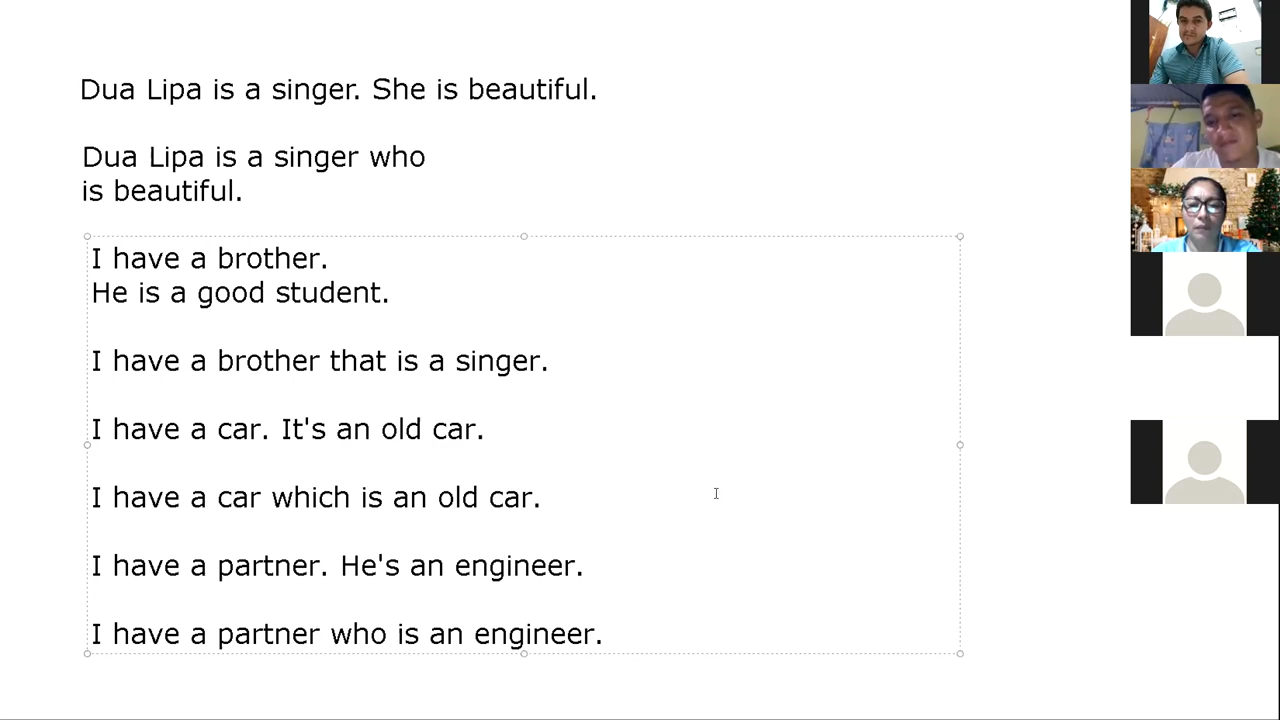 Dua Lipa is a singer. She is beautiful.
Dua Lipa is a singer who
is beautiful.
I have a brother.
He is a good student.
I have a brother that is a singer.
I have a car. It's an old car.
I have a car which is an old car.
I have a partner. He's an engineer.
I have a partner who is an engineer.